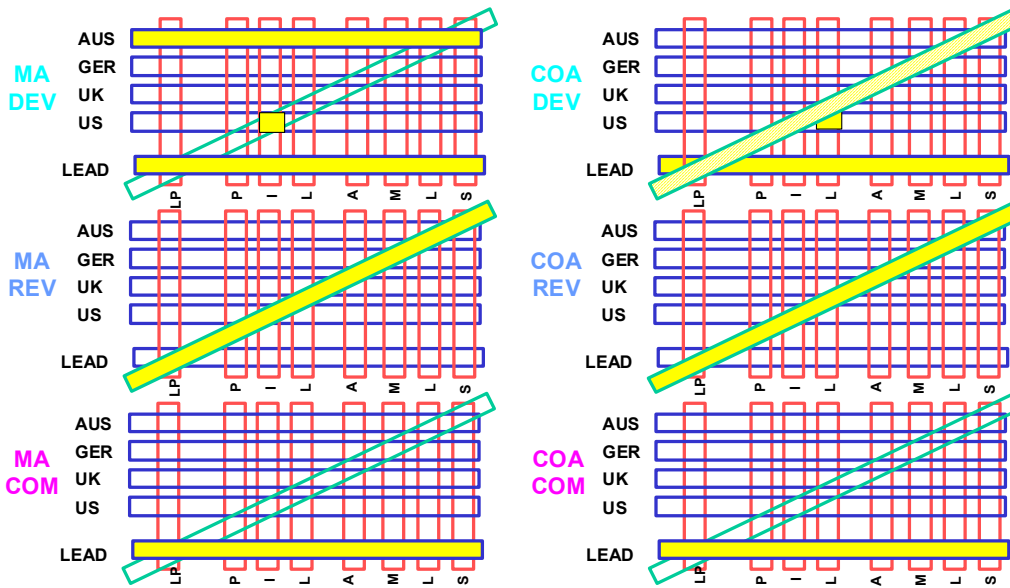 AUS
GER
MA
DEV
UK
US
LEAD
LP P I L A M L S
AUS
GER
COA
DEV
UK
US
LEAD
LP P I L A M L S
AUS
GER
MA
REV
UK
US
LEAD
LP P I L A M L S
AUS
GER
COA
REV
UK
US
LEAD
LP P I L A M L S
AUS
GER
MA
COM
UK
US
LEAD
LP P I L A M L S
AUS
GER
COA
COM
UK
US
LEAD
LP P I L A M L S